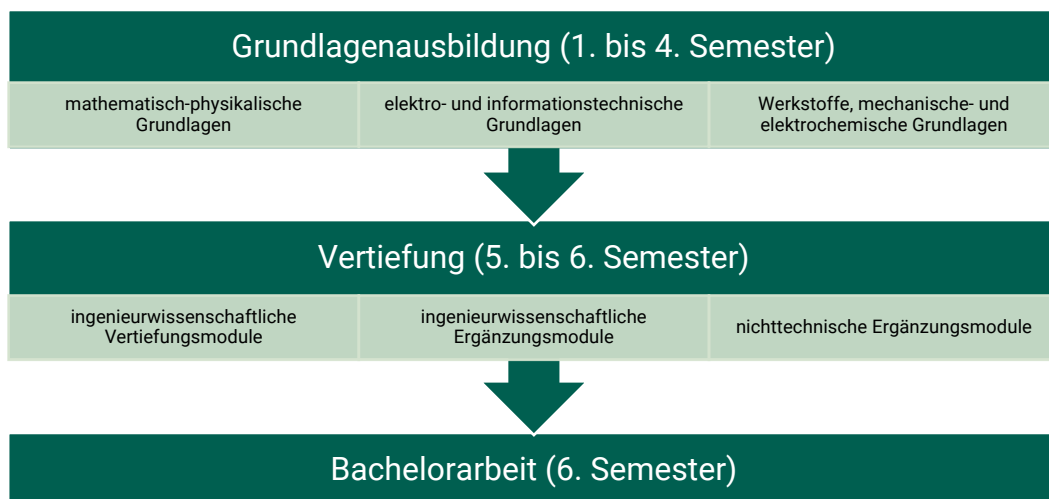 Grundlagenausbildung (1. bis 4. Semester)
mathematisch-physikalische
Grundlagen
elektro- und informationstechnische
Grundlagen
Werkstoffe, mechanische- und
elektrochemische Grundlagen
Vertiefung (5. bis 6. Semester)
ingenieurwissenschaftliche
Vertiefungsmodule
ingenieurwissenschaftliche
Ergänzungsmodule
nichttechnische Ergänzungsmodule
Bachelorarbeit (6. Semester)